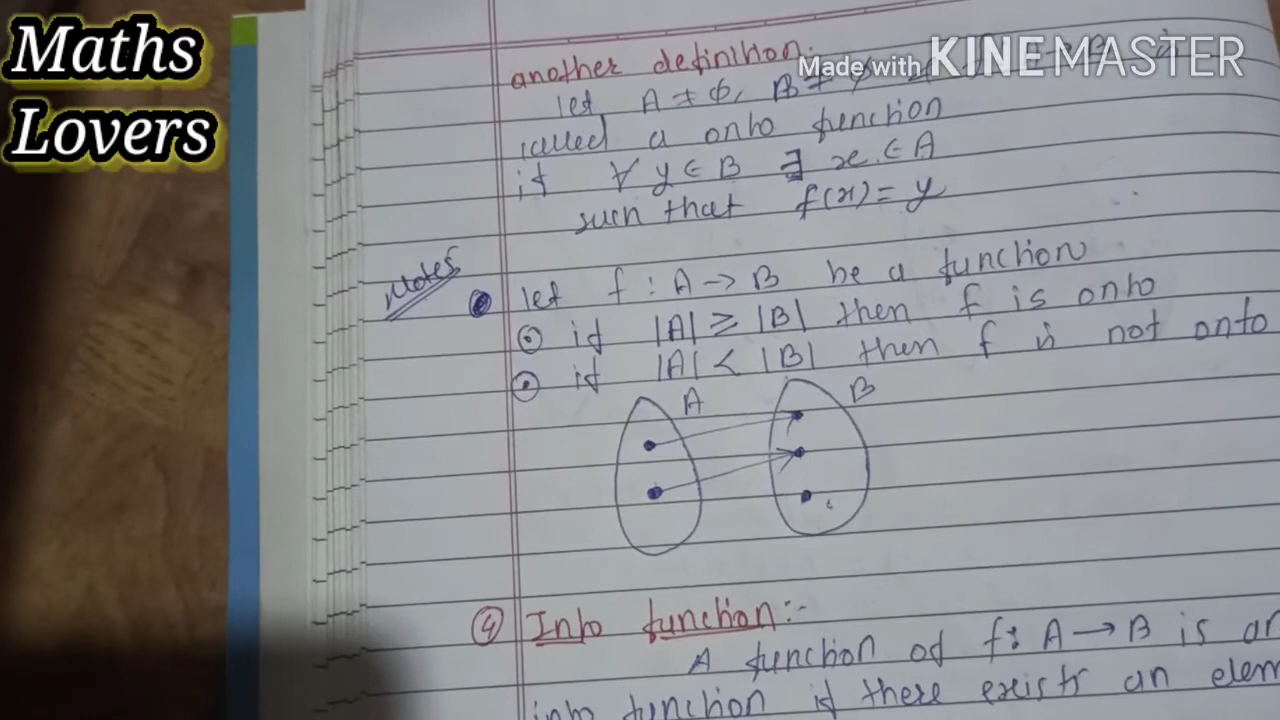 Maths
Lovers
Made with KINEMASTER
another definition:
let A ≠ φ, B ≠
called a onto function
if ∀ y ∈ B ∃ x ∈ A
such that f(x) = y
Notes
let f : A → B be a function
if |A| ≥ |B| then f is onto
if |A| < |B| then f is not onto
A B
4 Into function:-
A function of f: A → B is an
into function if there exists an elem